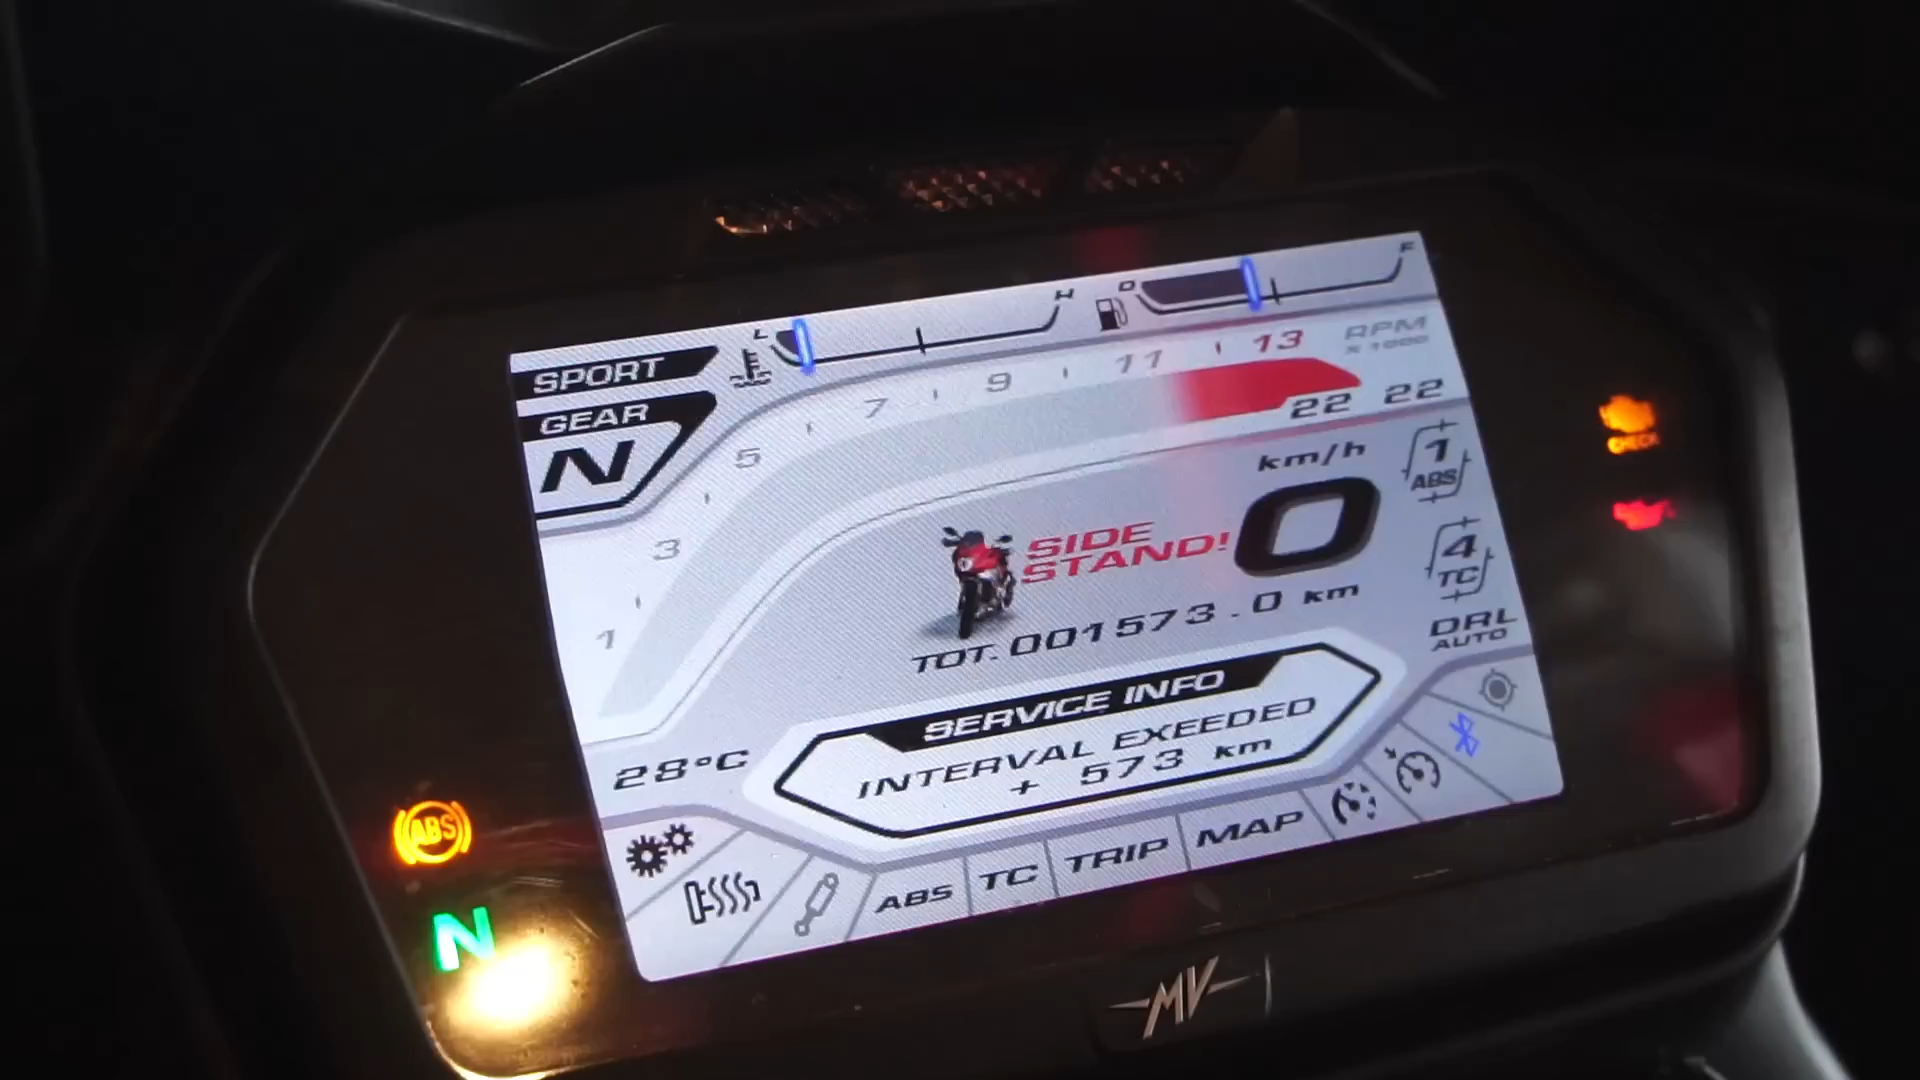 L
H
O
F
SPORT
GEAR
N
1
3
5
7
9
11
13
RPM
X 1000
22 22
km/h
0
1
ABS
4
TC
DRL
AUTO
SIDE
STAND!
TOT. 001573.0 km
SERVICE INFO
INTERVAL EXEEDED
+ 573 km
28°C
ABS
TC
TRIP
MAP
CHECK
ABS
N
MV